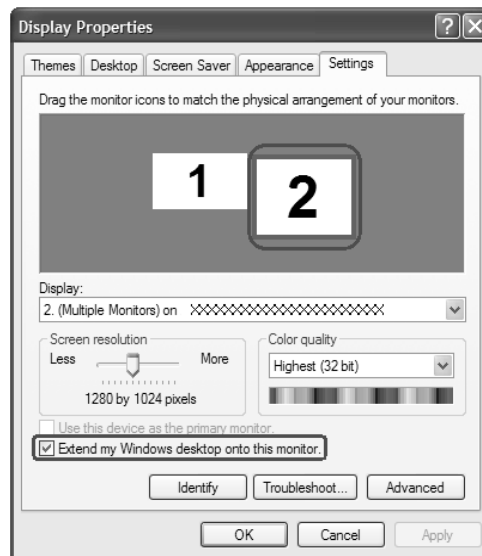 Display Properties
Themes Desktop Screen Saver Appearance Settings
Drag the monitor icons to match the physical arrangement of your monitors.
1 2
Display:
2. (Multiple Monitors) on XXXXXXXXXXXXXXXXXXXXXXXX
Screen resolution Color quality
Less More Highest (32 bit)
1280 by 1024 pixels
Use this device as the primary monitor.
Extend my Windows desktop onto this monitor.
Identify Troubleshoot... Advanced
OK Cancel Apply